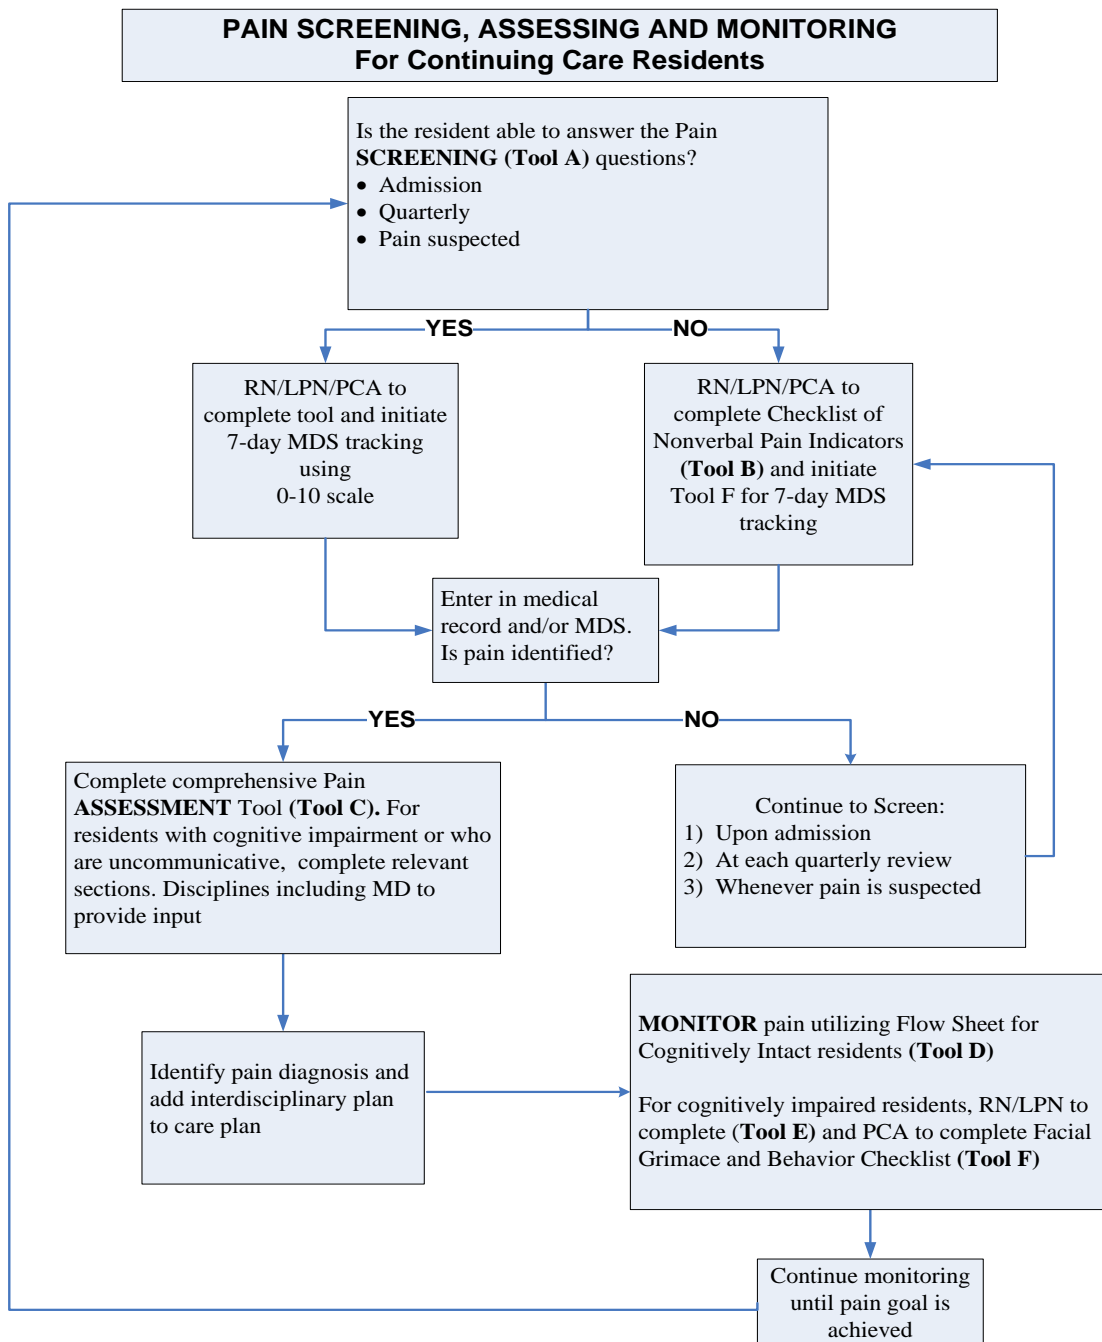 PAIN SCREENING, ASSESSING AND MONITORING
For Continuing Care Residents
Is the resident able to answer the Pain
SCREENING (Tool A) questions?
• Admission
• Quarterly
• Pain suspected
YES
NO
RN/LPN/PCA to
complete tool and initiate
7-day MDS tracking
using
0-10 scale
RN/LPN/PCA to
complete Checklist of
Nonverbal Pain Indicators
(Tool B) and initiate
Tool F for 7-day MDS
tracking
Enter in medical
record and/or MDS.
Is pain identified?
YES
NO
Complete comprehensive Pain
ASSESSMENT Tool (Tool C). For
residents with cognitive impairment or who
are uncommunicative, complete relevant
sections. Disciplines including MD to
provide input
Continue to Screen:
1) Upon admission
2) At each quarterly review
3) Whenever pain is suspected
Identify pain diagnosis and
add interdisciplinary plan
to care plan
MONITOR pain utilizing Flow Sheet for
Cognitively Intact residents (Tool D)
For cognitively impaired residents, RN/LPN to
complete (Tool E) and PCA to complete Facial
Grimace and Behavior Checklist (Tool F)
Continue monitoring
until pain goal is
achieved